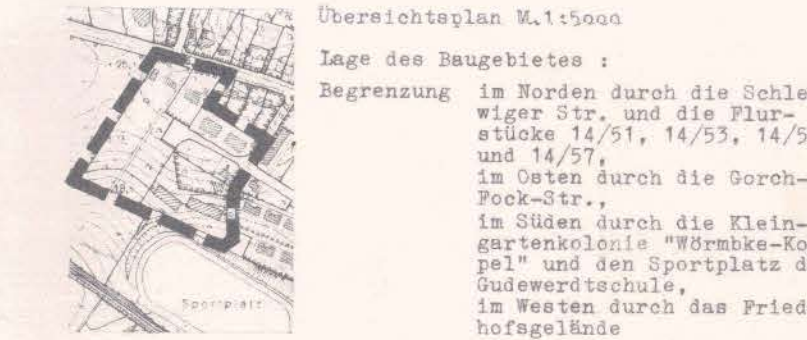 Übersichtsplan M.1:5000
Lage des Baugebietes :
Begrenzung im Norden durch die Schle
wiger Str. und die Flur-
stücke 14/51, 14/53, 14/5
und 14/57,
im Osten durch die Gorch-
Fock-Str.,
im Süden durch die Klein-
gartenkolonie "Wörmbke-Ko
pel" und den Sportplatz d
Gudewerdtschule,
im Westen durch das Fried
hofsgelände
Sportplatz